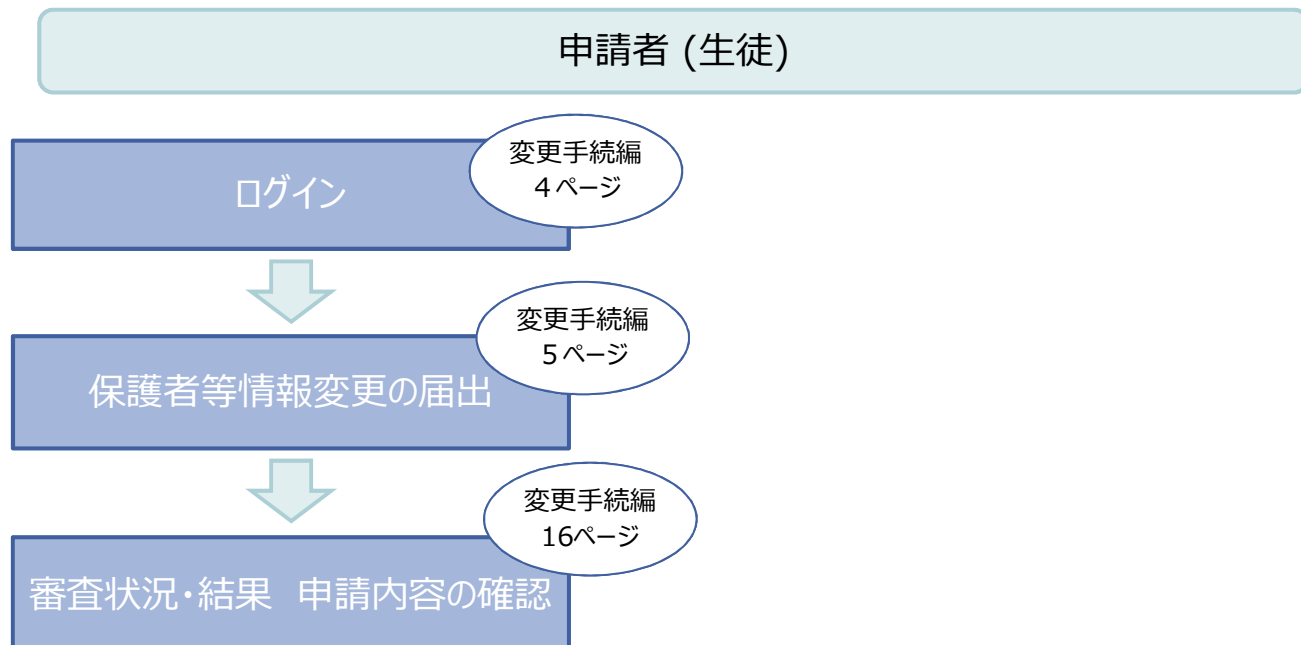 申請者 (生徒)
変更手続編
４ページ
ログイン
変更手続編
５ページ
保護者等情報変更の届出
変更手続編
16ページ
審査状況・結果　申請内容の確認